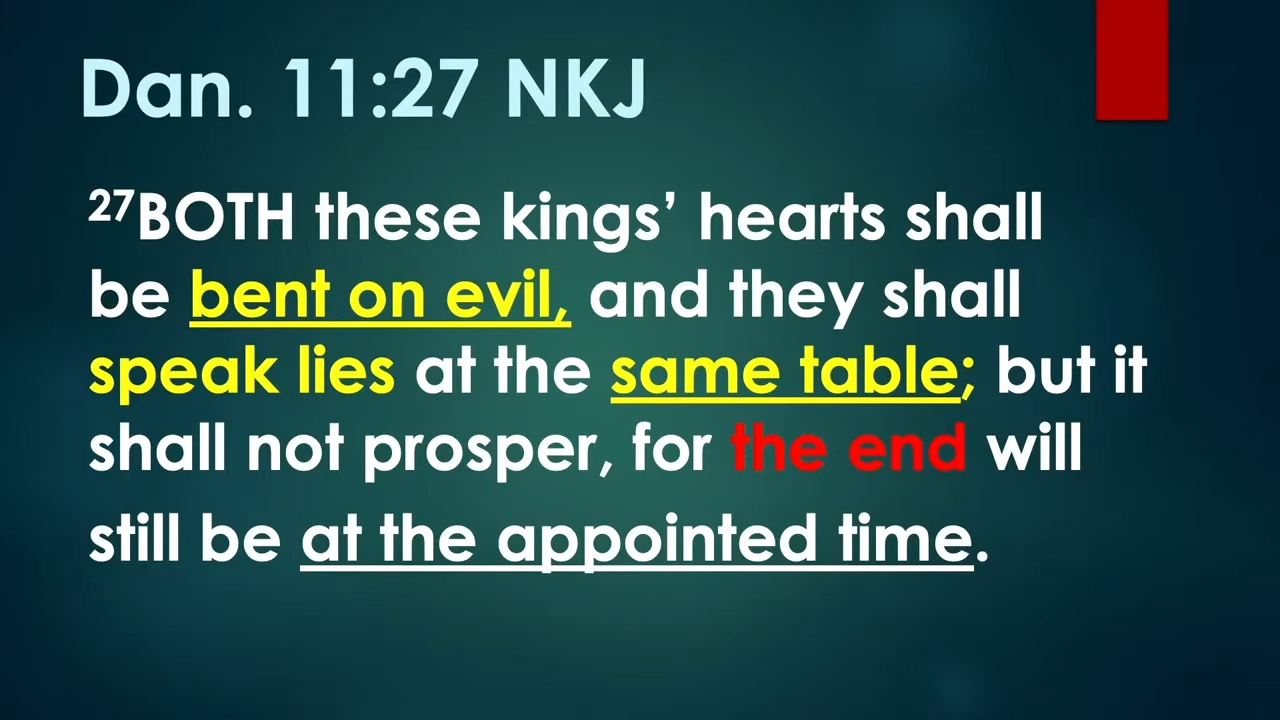 Dan. 11:27 NKJ
27BOTH these kings’ hearts shall
be bent on evil, and they shall
speak lies at the same table; but it
shall not prosper, for the end will
still be at the appointed time.